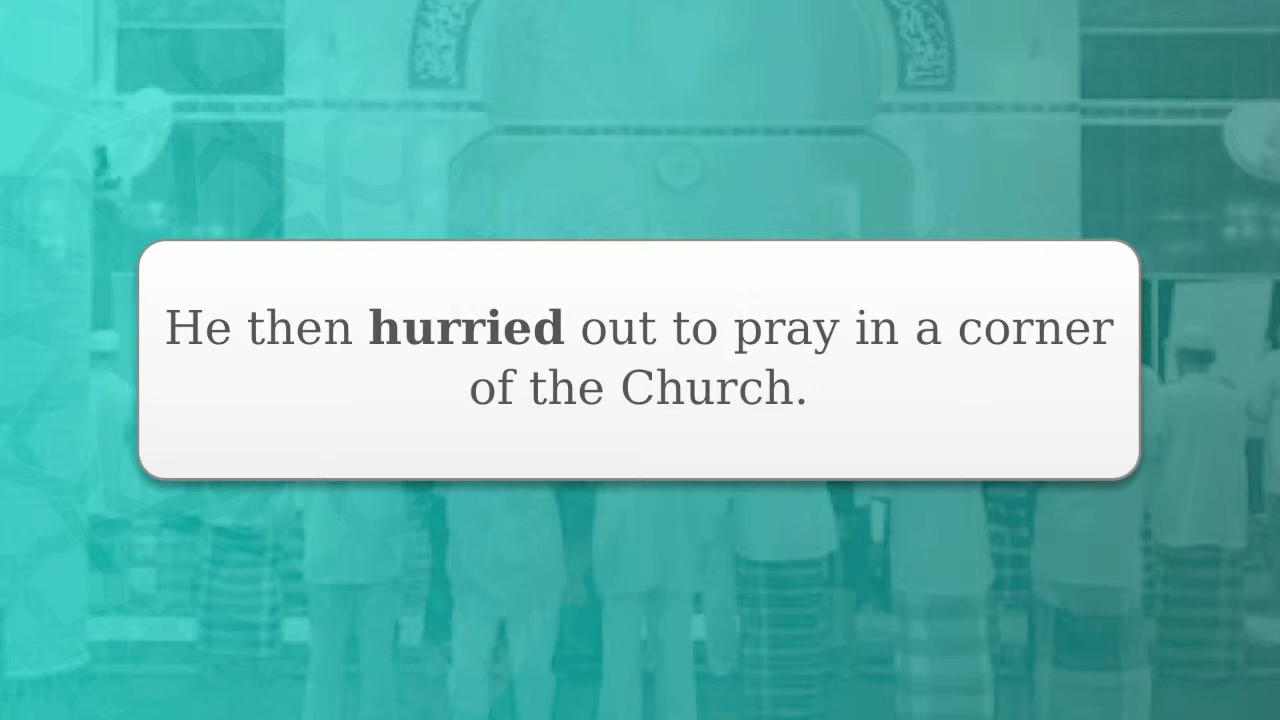 He then hurried out to pray in a corner
of the Church.